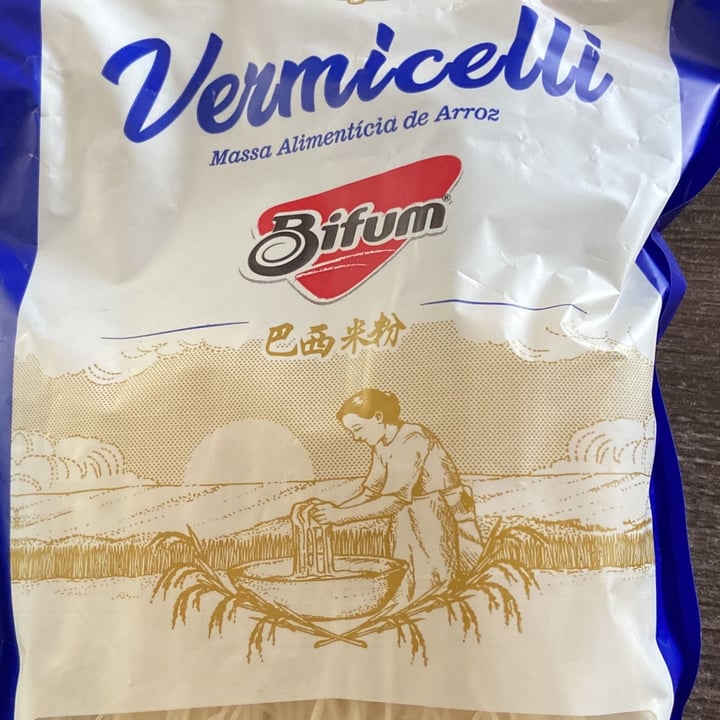 Vermicelli
Massa Alimentícia de Arroz
Bifum®
巴西米粉